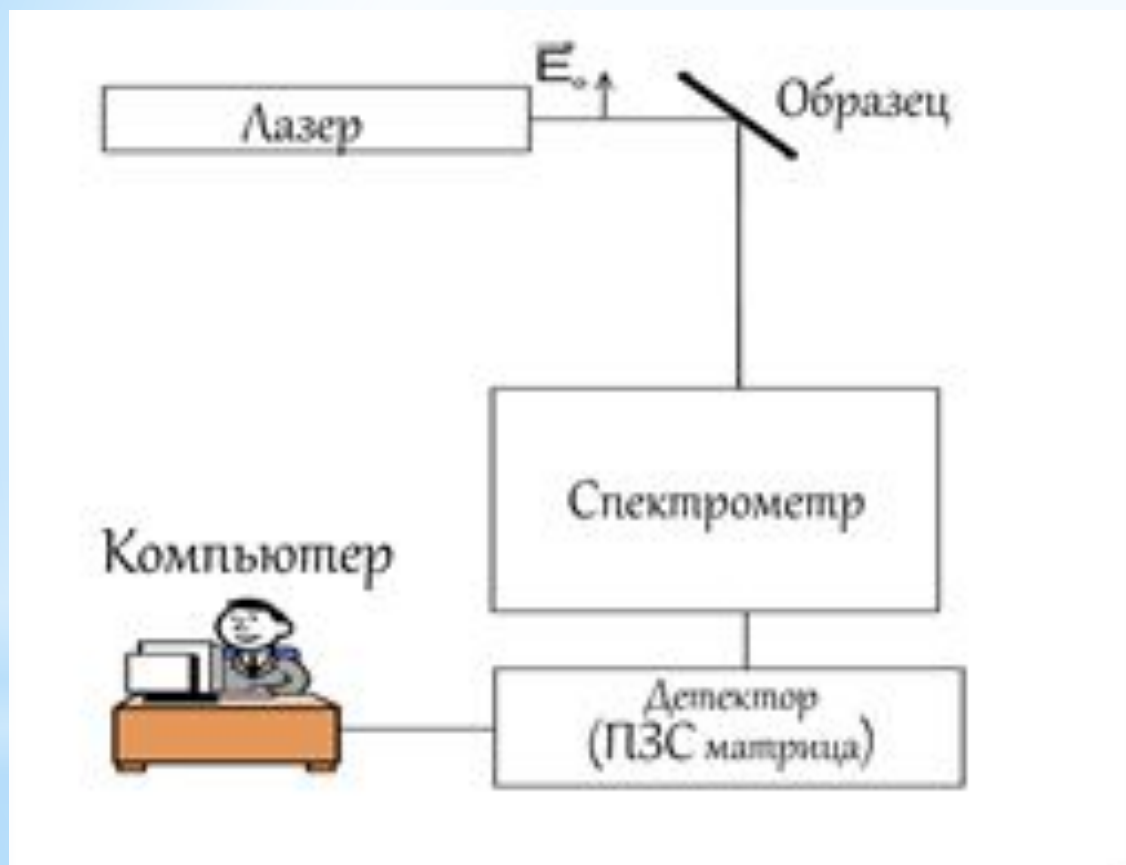 E₀
Лазер
Образец
Спектрометр
Компьютер
Детектор
(ПЗС матрица)